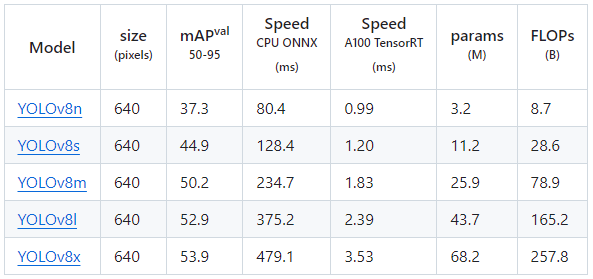 Model size (pixels) mAPval 50-95 Speed CPU ONNX (ms) Speed A100 TensorRT (ms) params (M) FLOPs (B)
YOLOv8n 640 37.3 80.4 0.99 3.2 8.7
YOLOv8s 640 44.9 128.4 1.20 11.2 28.6
YOLOv8m 640 50.2 234.7 1.83 25.9 78.9
YOLOv8l 640 52.9 375.2 2.39 43.7 165.2
YOLOv8x 640 53.9 479.1 3.53 68.2 257.8